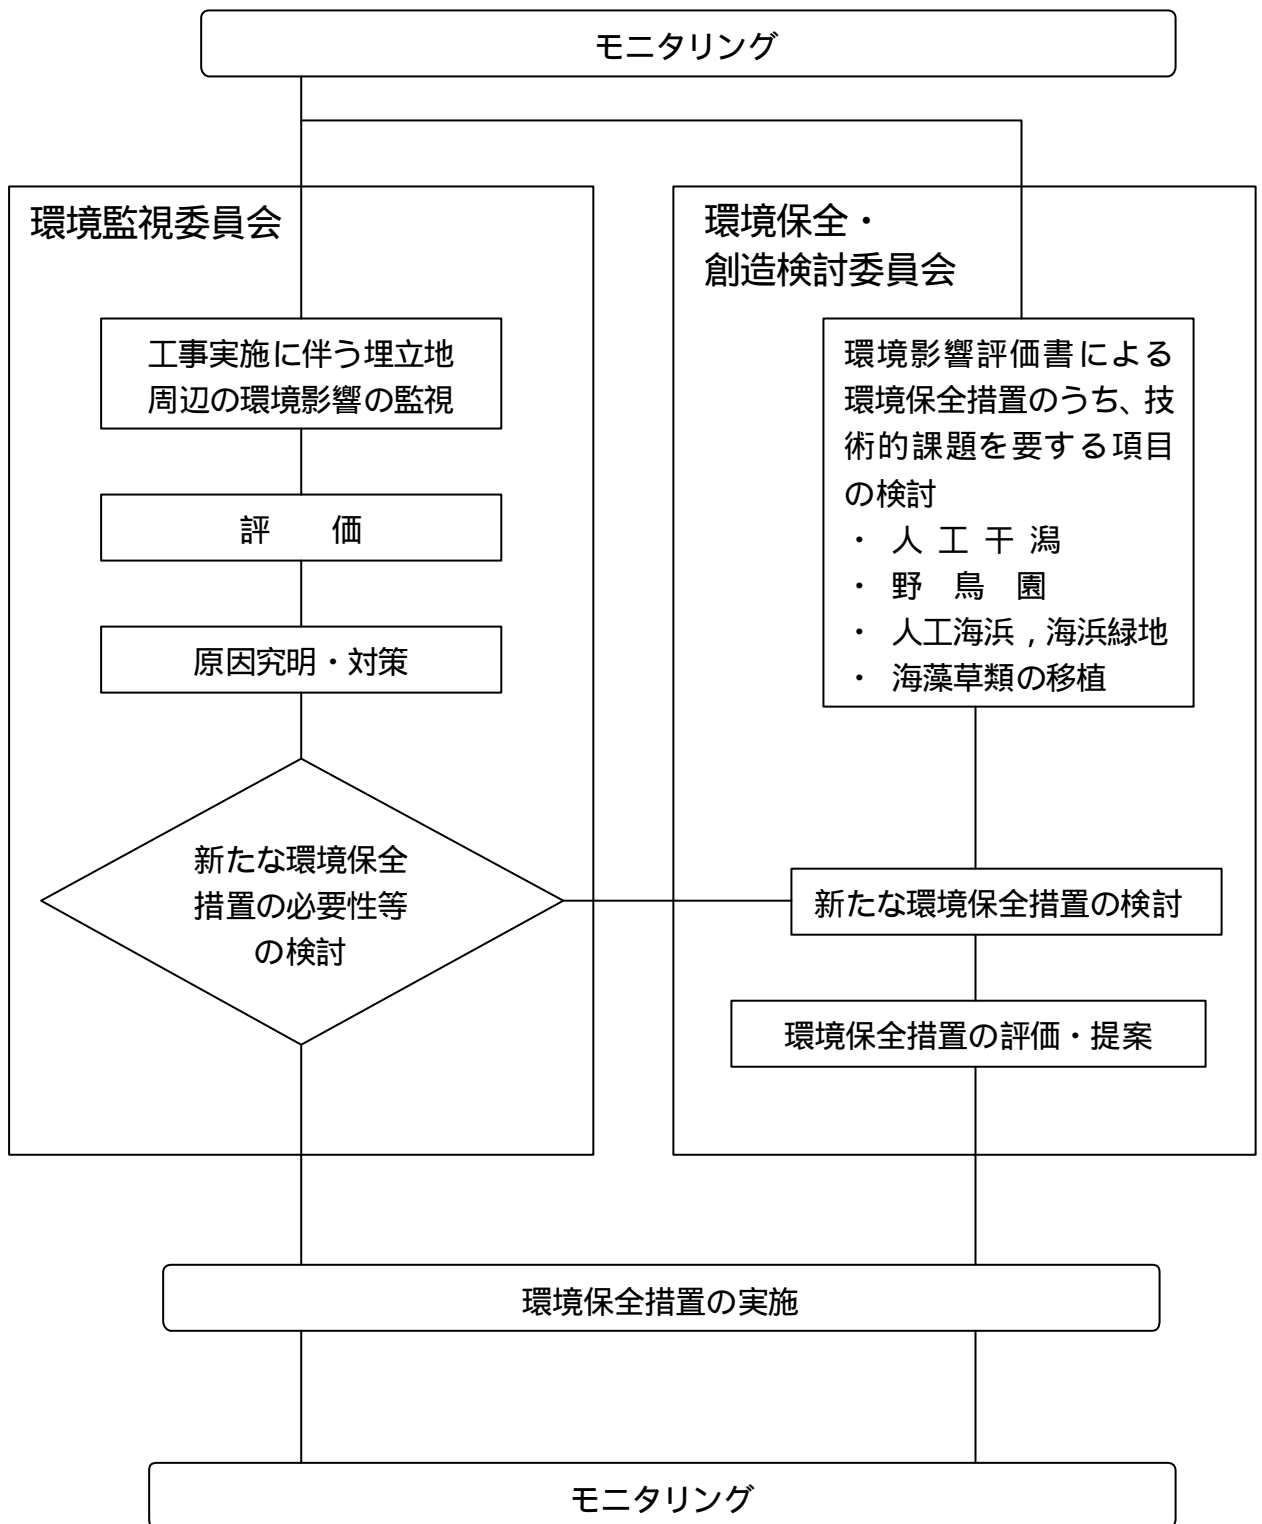 モニタリング
環境監視委員会
工事実施に伴う埋立地
周辺の環境影響の監視
評　　価
原因究明・対策
新たな環境保全
措置の必要性等
の検討
環境保全・
創造検討委員会
環境影響評価書による
環境保全措置のうち、技
術的課題を要する項目
の検討
・ 人 工 干 潟
・ 野　鳥　園
・ 人工海浜，海浜緑地
・ 海藻草類の移植
新たな環境保全措置の検討
環境保全措置の評価・提案
環境保全措置の実施
モニタリング